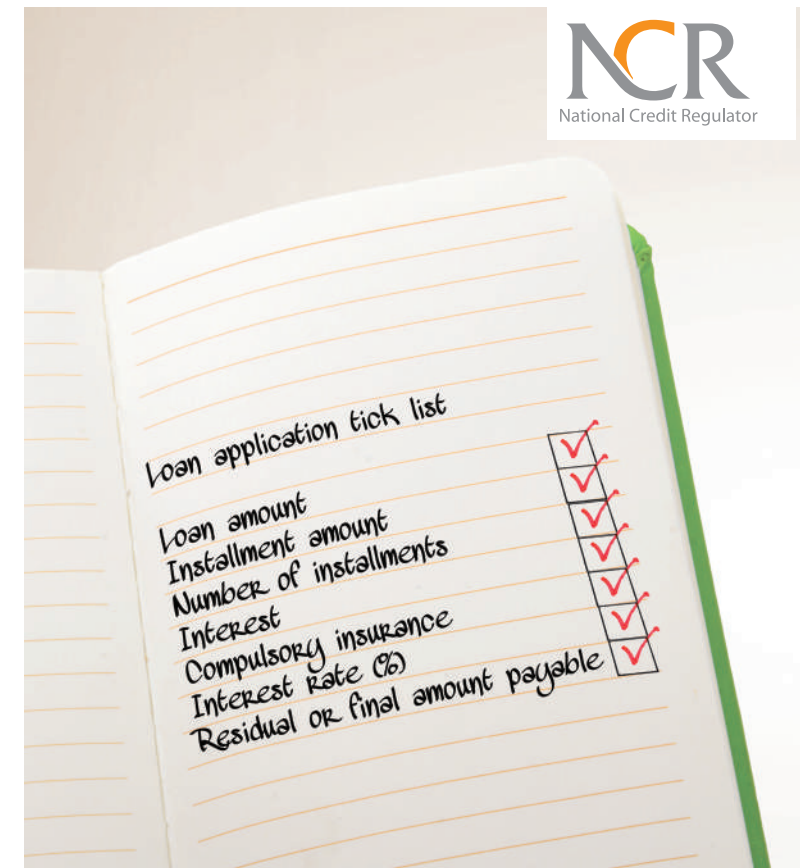 NCR
National Credit Regulator
Loan application tick list
Loan amount
Installment amount
Number of installments
Interest
Compulsory insurance
Interest Rate (%)
Residual or final amount payable